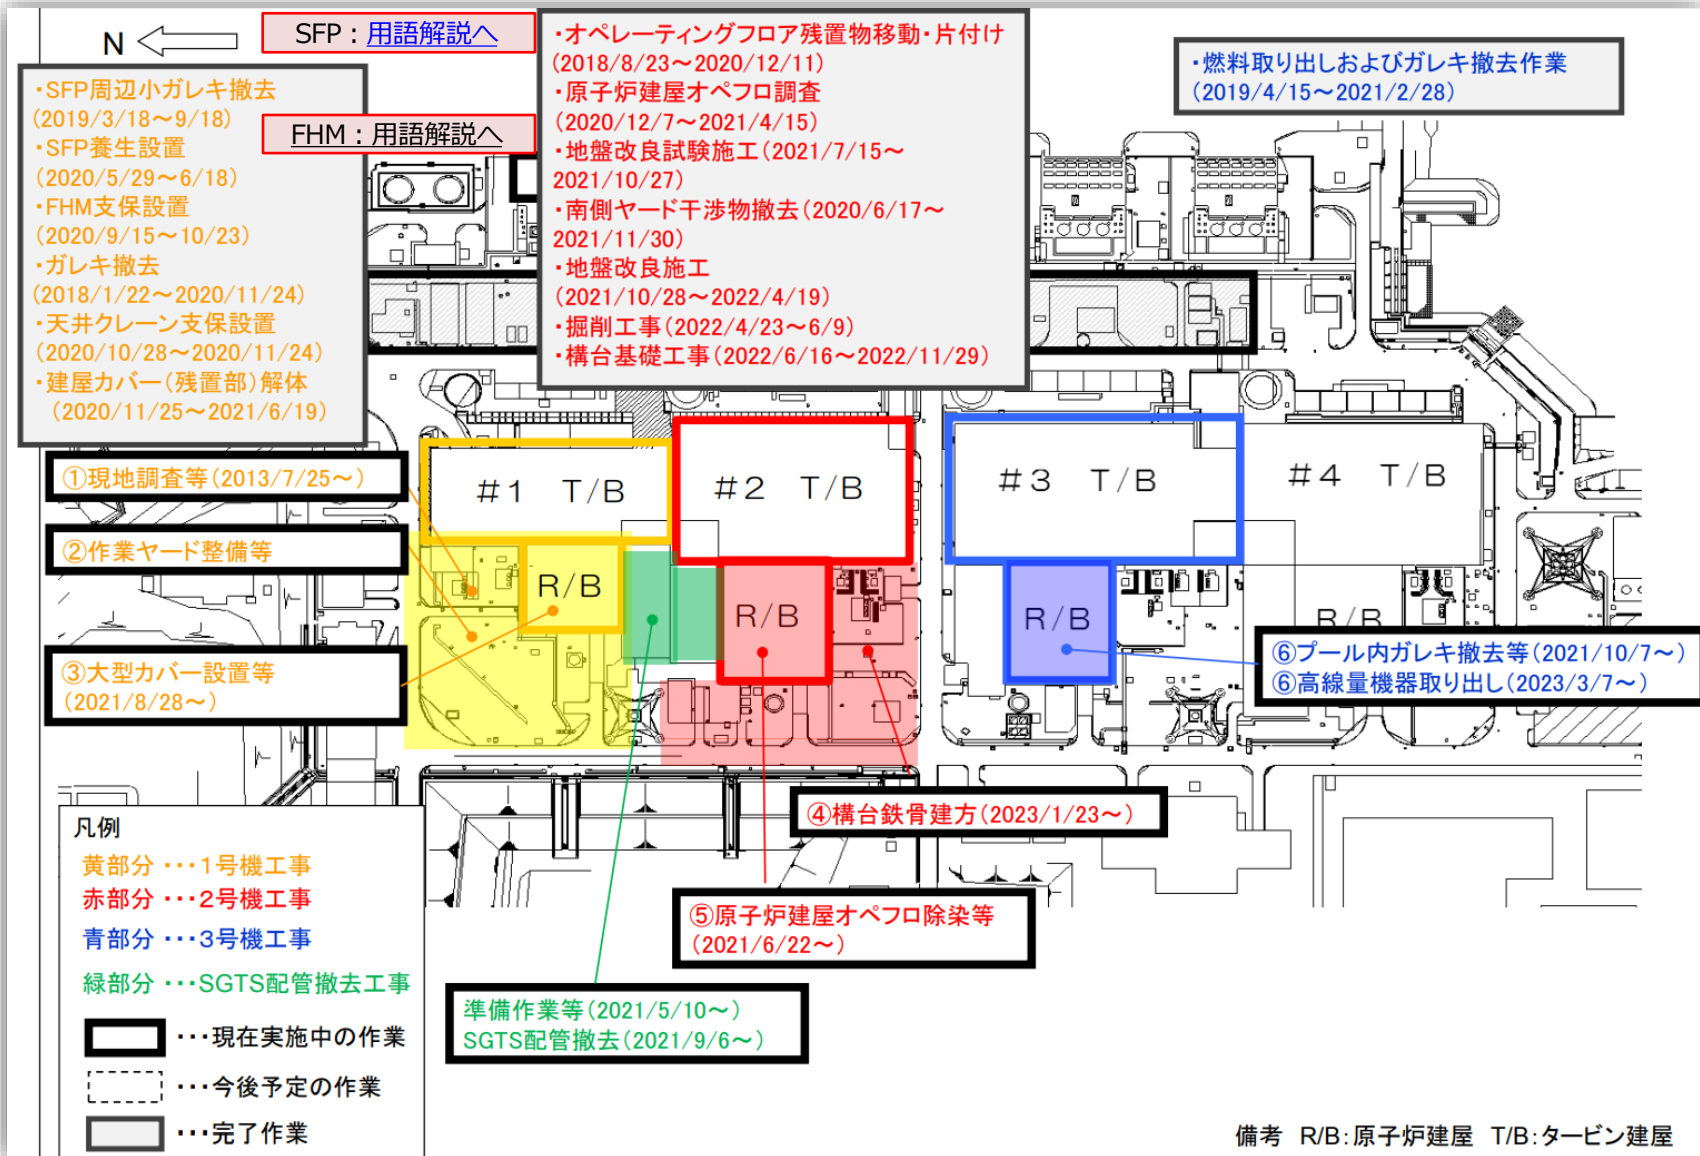 N
SFP：用語解説へ
FHM：用語解説へ
・SFP周辺小ガレキ撤去
(2019/3/18～9/18)
・SFP養生設置
(2020/5/29～6/18)
・FHM支保設置
(2020/9/15～10/23)
・ガレキ撤去
(2018/1/22～2020/11/24)
・天井クレーン支保設置
(2020/10/28～2020/11/24)
・建屋カバー(残置部)解体
(2020/11/25～2021/6/19)
・オペレーティングフロア残置物移動・片付け
(2018/8/23～2020/12/11)
・原子炉建屋オペフロ調査
(2020/12/7～2021/4/15)
・地盤改良試験施工(2021/7/15～
2021/10/27)
・南側ヤード干渉物撤去(2020/6/17～
2021/11/30)
・地盤改良施工
(2021/10/28～2022/4/19)
・掘削工事(2022/4/23～6/9)
・構台基礎工事(2022/6/16～2022/11/29)
・燃料取り出しおよびガレキ撤去作業
(2019/4/15～2021/2/28)
①現地調査等(2013/7/25～)
②作業ヤード整備等
③大型カバー設置等
(2021/8/28～)
#1 T/B
#2 T/B
#3 T/B
#4 T/B
R/B
R/B
R/B
R/B
⑥プール内ガレキ撤去等(2021/10/7～)
⑥高線量機器取り出し(2023/3/7～)
④構台鉄骨建方(2023/1/23～)
⑤原子炉建屋オペフロ除染等
(2021/6/22～)
準備作業等(2021/5/10～)
SGTS配管撤去(2021/9/6～)
凡例
黄部分 ・・・1号機工事
赤部分 ・・・2号機工事
青部分 ・・・3号機工事
緑部分 ・・・SGTS配管撤去工事
・・・現在実施中の作業
・・・今後予定の作業
・・・完了作業
備考 R/B：原子炉建屋 T/B：タービン建屋